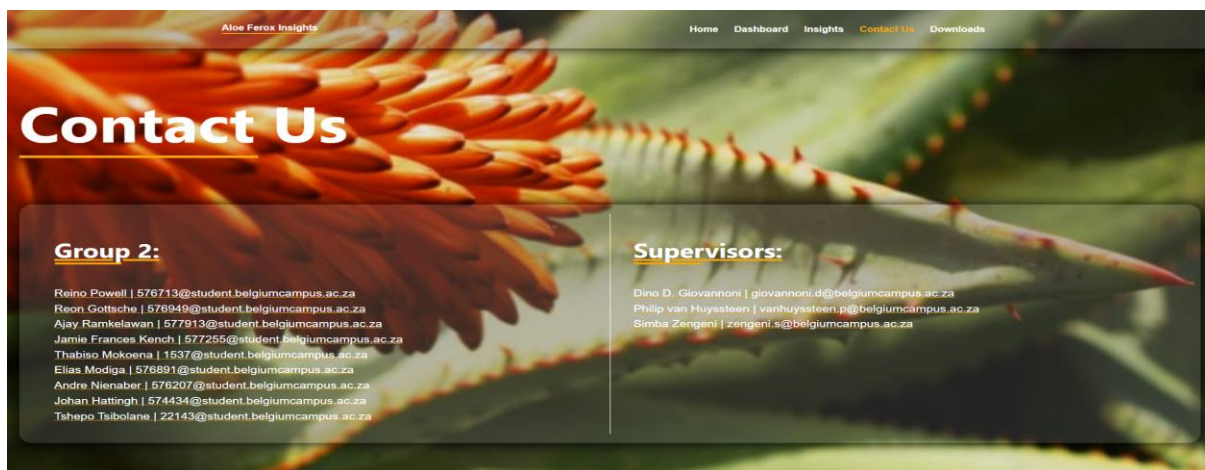 Aloe Ferox Insights
Home Dashboard Insights Contact Us Downloads
Contact Us
Group 2:
Reino Powell | 576713@student.belgiumcampus.ac.za
Reon Gottsche | 576949@student.belgiumcampus.ac.za
Ajay Ramkelawan | 577913@student.belgiumcampus.ac.za
Jamie Frances Kench | 577255@student.belgiumcampus.ac.za
Thabiso Mokoena | 1537@student.belgiumcampus.ac.za
Elias Modiga | 576891@student.belgiumcampus.ac.za
Andre Nienaber | 576207@student.belgiumcampus.ac.za
Johan Hattingh | 574434@student.belgiumcampus.ac.za
Tshepo Tsibolane | 22143@student.belgiumcampus.ac.za
Supervisors:
Dino D. Giovannoni | giovannoni.d@belgiumcampus.ac.za
Philip van Huyssteen | vanhuyssteen.p@belgiumcampus.ac.za
Simba Zengeni | zengeni.s@belgiumcampus.ac.za